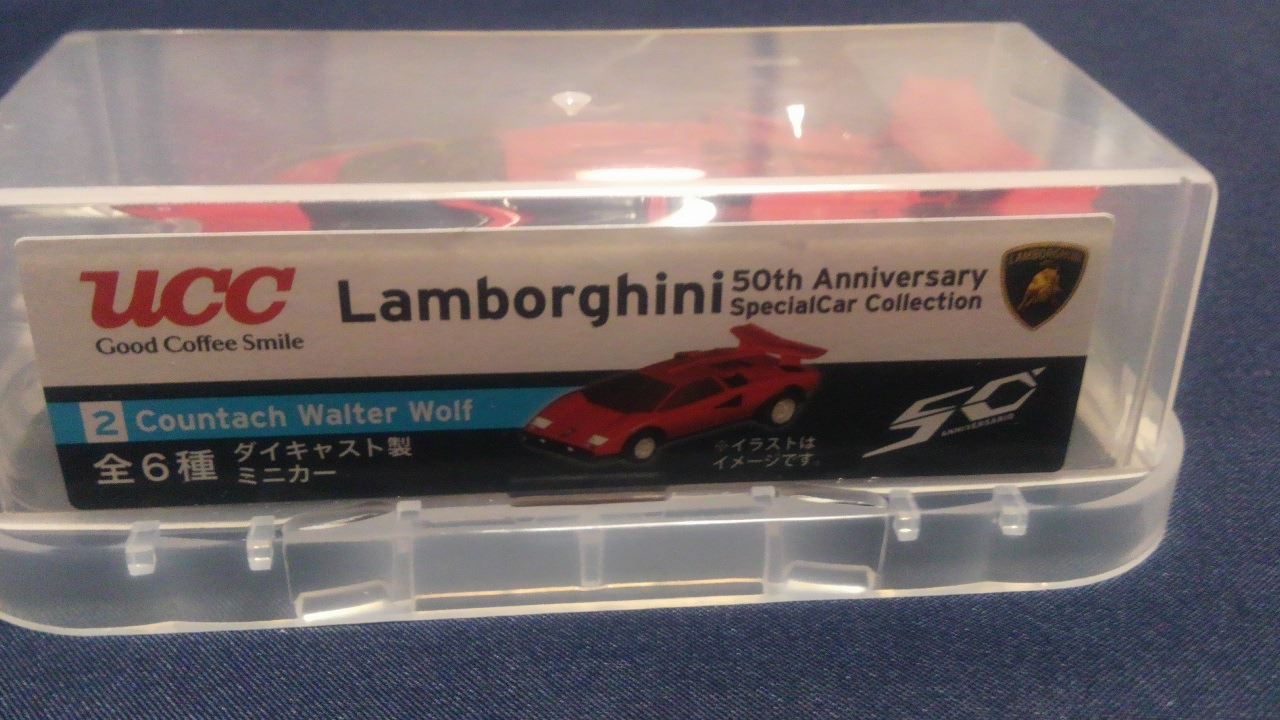 ucc
Good Coffee Smile
Lamborghini
50th Anniversary
SpecialCar Collection
LAMBORGHINI
2 Countach Walter Wolf
全6種
ダイキャスト製
ミニカー
※イラストは
イメージです。
50°
ANNIVERSARIO